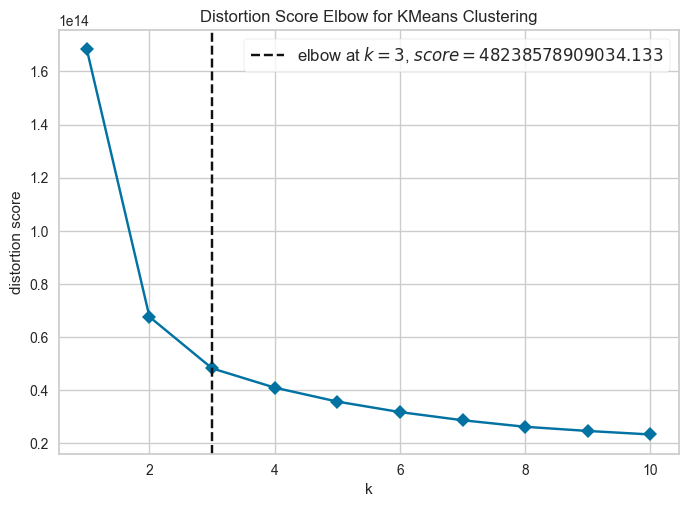 Distortion Score Elbow for KMeans Clustering
1e14
elbow at k = 3, score = 48238578909034.133
1.6
1.4
1.2
1.0
0.8
0.6
0.4
0.2
distortion score
2 4 6 8 10
k